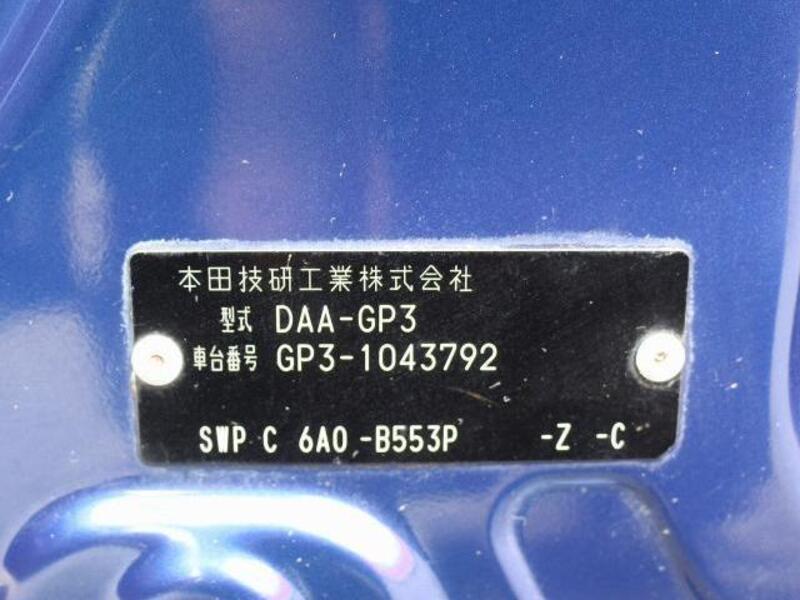 本田技研工業株式会社
型式 DAA-GP3
車台番号 GP3-1043792
SWP C 6A0 -B553P -Z -C